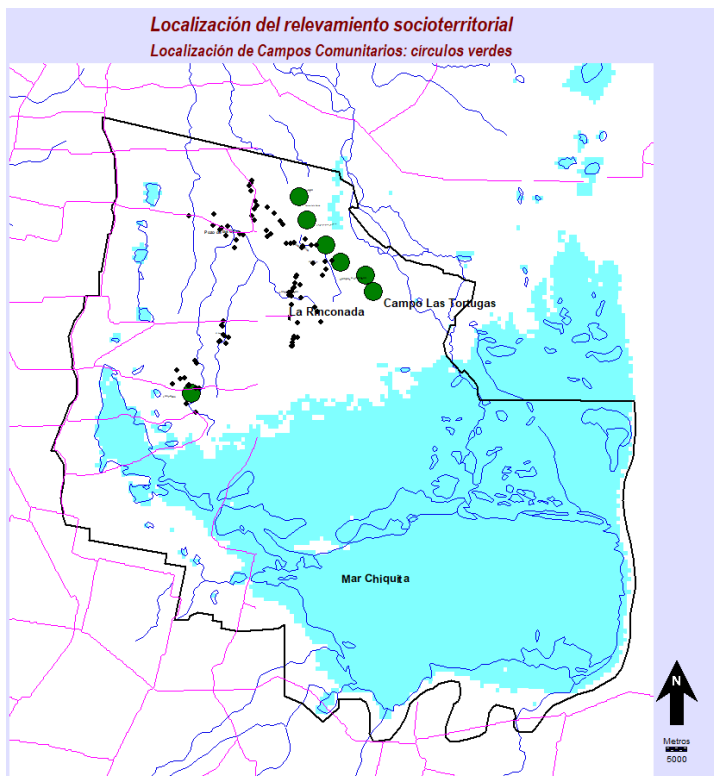 Localización del relevamiento socioterritorial
Localización de Campos Comunitarios: círculos verdes
La Rinconada
Campo Las Tortugas
Mar Chiquita
N
Metros
5000